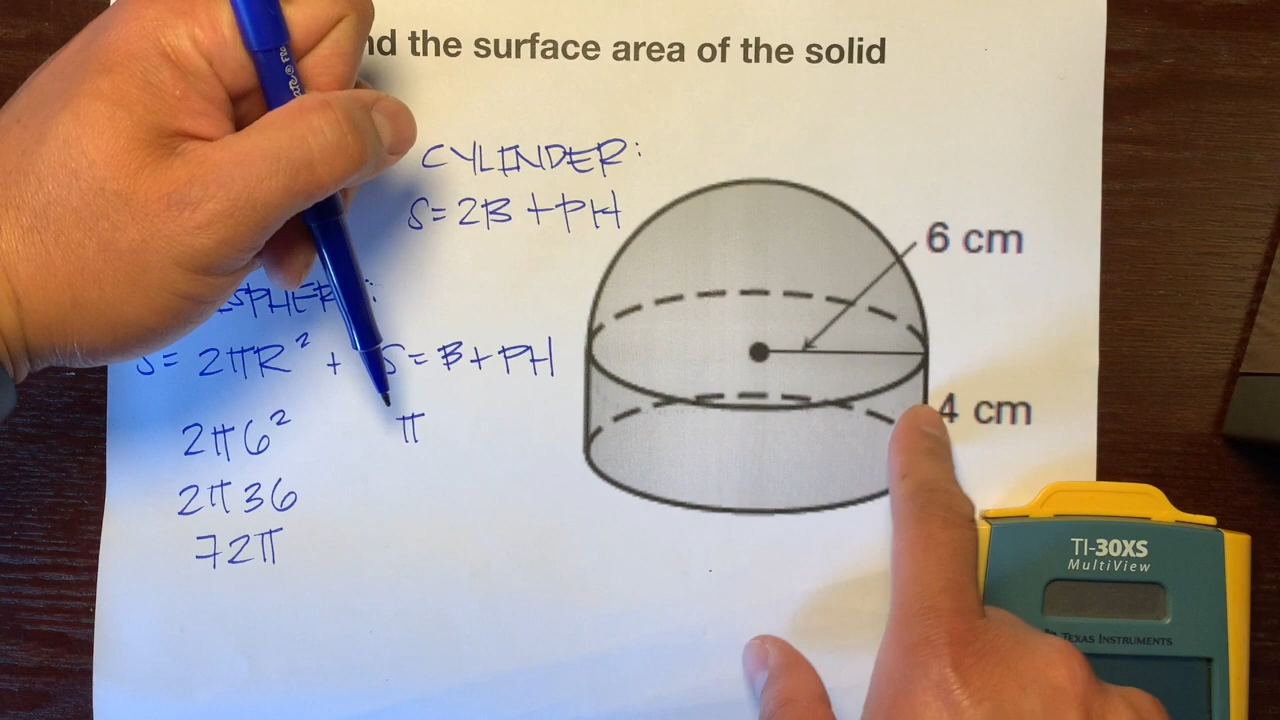 nd the surface area of the solid
CYLINDER:
S=2B+PH
SPHER :
S= 2πR² + S=B+PH
2π6² π
2π36
72π
6 cm
4 cm
TI-30XS
MultiView
TEXAS INSTRUMENTS